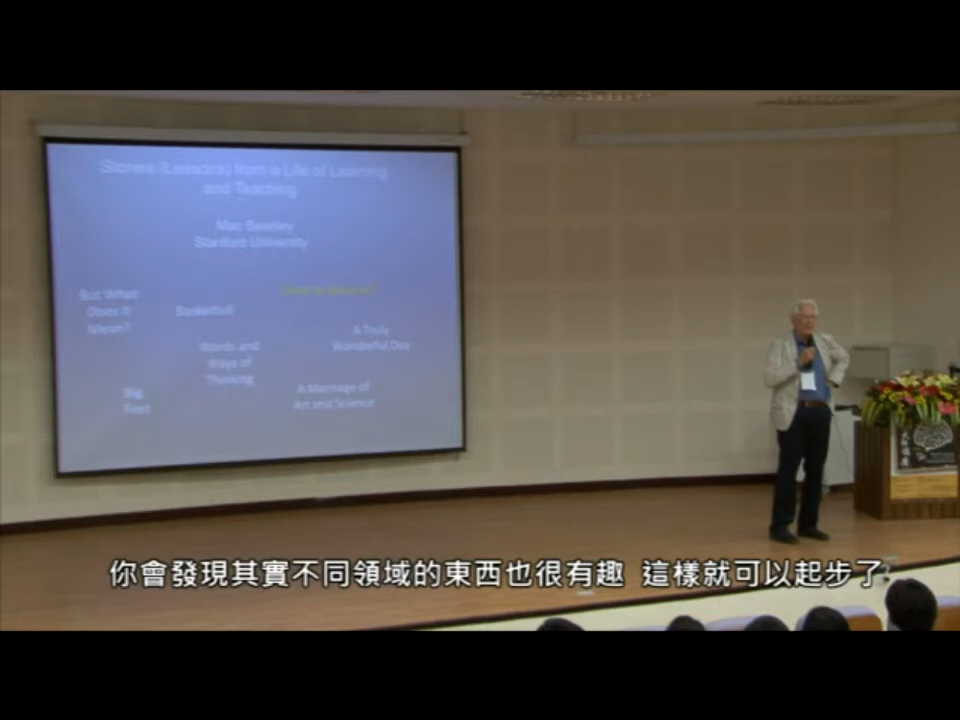 Stories (Lessons) from a Life of Learning
and Teaching
Mac Beasley
Stanford University
But What
Does it
Mean?
Basketball
Words and
Ways of
Thinking
A Truly
Wonderful Day
Big
Feet
A Marriage of
Art and Science
你會發現其實不同領域的東西也很有趣 這樣就可以起步了